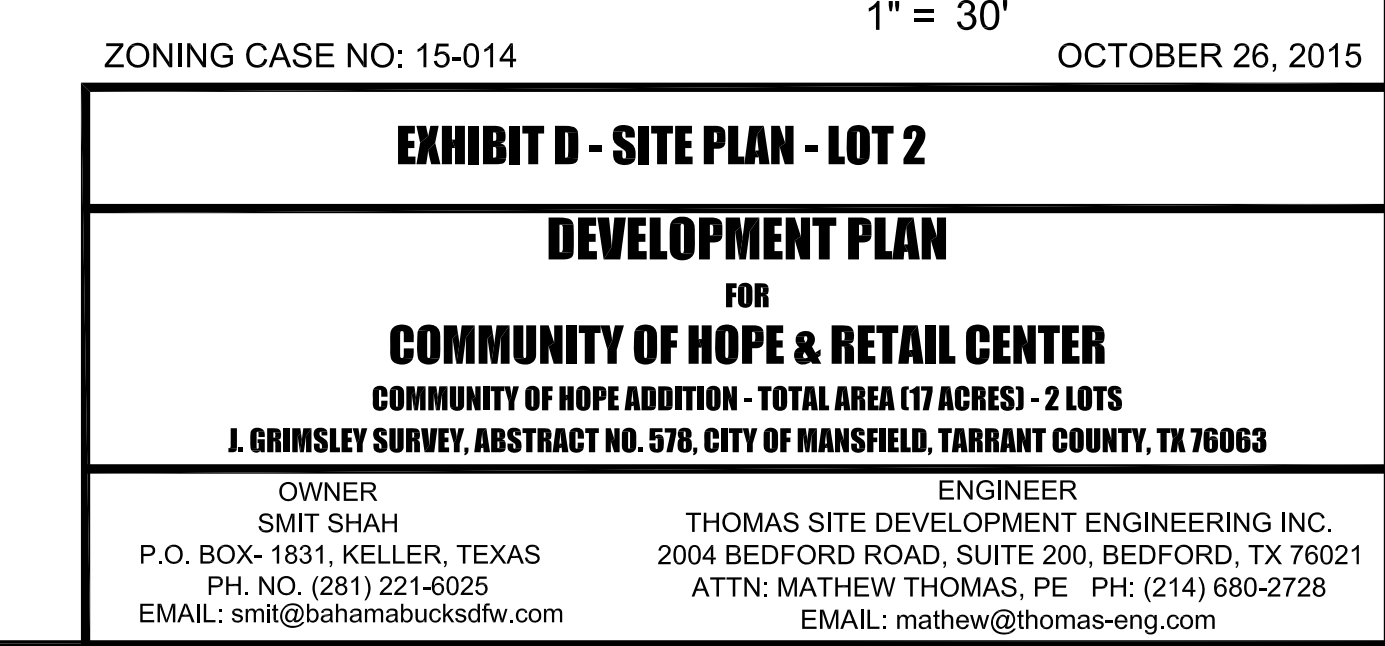 1" = 30'
ZONING CASE NO: 15-014
OCTOBER 26, 2015
EXHIBIT D - SITE PLAN - LOT 2
DEVELOPMENT PLAN
FOR
COMMUNITY OF HOPE & RETAIL CENTER
COMMUNITY OF HOPE ADDITION - TOTAL AREA (17 ACRES) - 2 LOTS
J. GRIMSLEY SURVEY, ABSTRACT NO. 578, CITY OF MANSFIELD, TARRANT COUNTY, TX 76063
OWNER
SMIT SHAH
P.O. BOX- 1831, KELLER, TEXAS
PH. NO. (281) 221-6025
EMAIL: smit@bahamabucksdfw.com
ENGINEER
THOMAS SITE DEVELOPMENT ENGINEERING INC.
2004 BEDFORD ROAD, SUITE 200, BEDFORD, TX 76021
ATTN: MATHEW THOMAS, PE PH: (214) 680-2728
EMAIL: mathew@thomas-eng.com